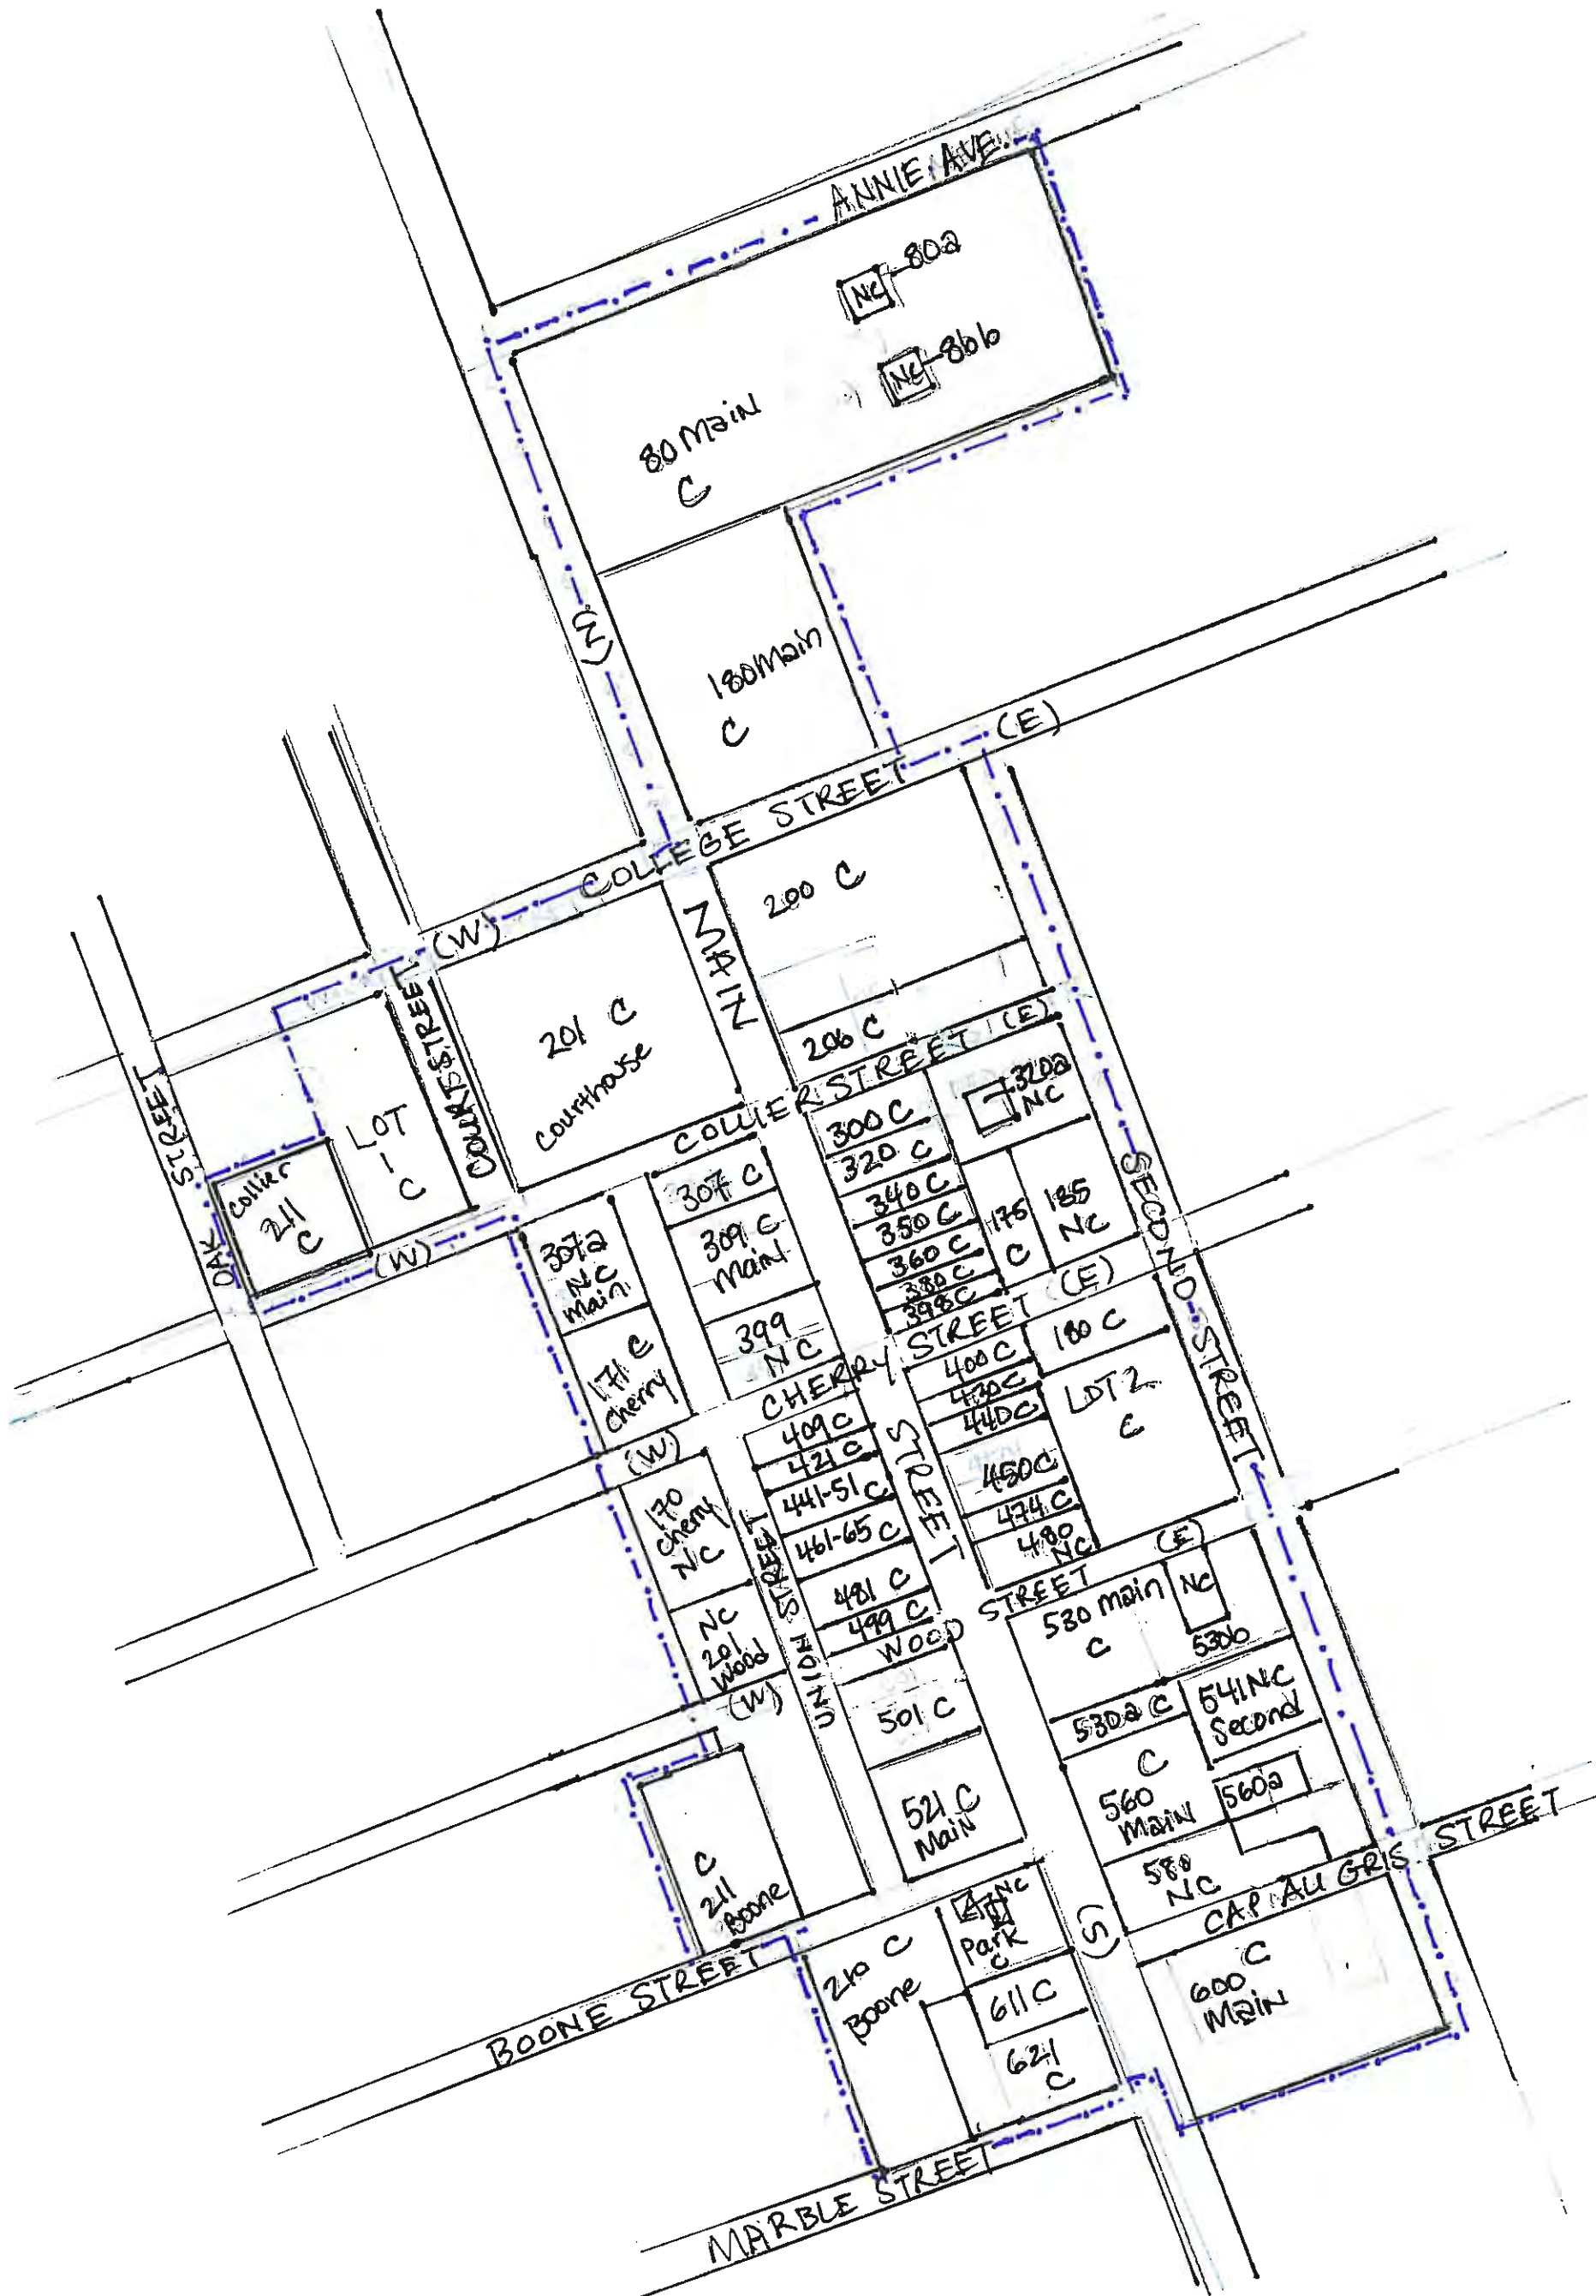 ANNIE AVE.
NC
80a
NC
80b
80 Main
C
(N)
180 Main
C
(E)
COLLEGE STREET
(W)
200 C
MAIN
206 C
201 C
Courthouse
COURT STREET
LOT
1
C
STREET
OAK
Collier
211
C
(W)
COLLIER STREET (E)
300 C
320 C
340 C
350 C
360 C
380 C
398 C
320a
NC
175
C
185
NC
SECOND STREET
307 C
309 C
Main
399
NC
307a
NC
Main
171 C
Cherry
(W)
CHERRY STREET (E)
400 C
430 C
440 C
450 C
474 C
480
NC
180 C
LOT 2
C
STREET
409 C
421 C
441-51 C
461-65 C
481 C
499 C
170
Cherry
NC
NC
201
Wood
UNION STREET
(W)
WOOD STREET (E)
501 C
521 C
Main
530 Main
C
NC
530b
530a C
541 NC
Second
C
560
Main
560a
580
NC
C
211
Boone
BOONE STREET
CAP AU GRIS STREET
(S)
210 C
Boone
NC
Park
C
611 C
621
C
C
600
Main
MARBLE STREET